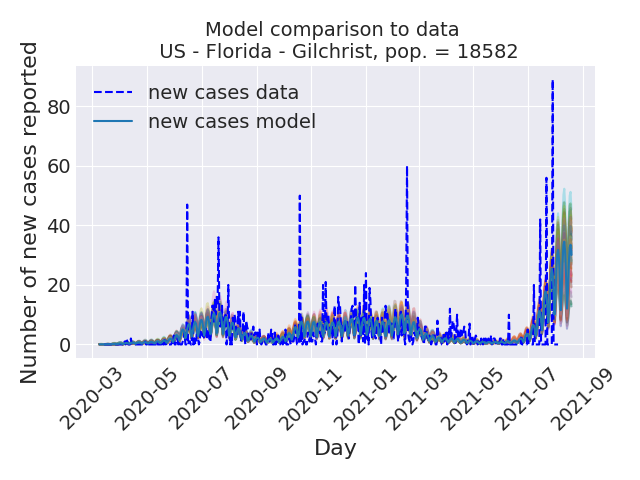 Model comparison to data
US - Florida - Gilchrist, pop. = 18582
Number of new cases reported
new cases data
new cases model
80
60
40
20
0
2020-03
2020-05
2020-07
2020-09
2020-11
2021-01
2021-03
2021-05
2021-07
2021-09
Day